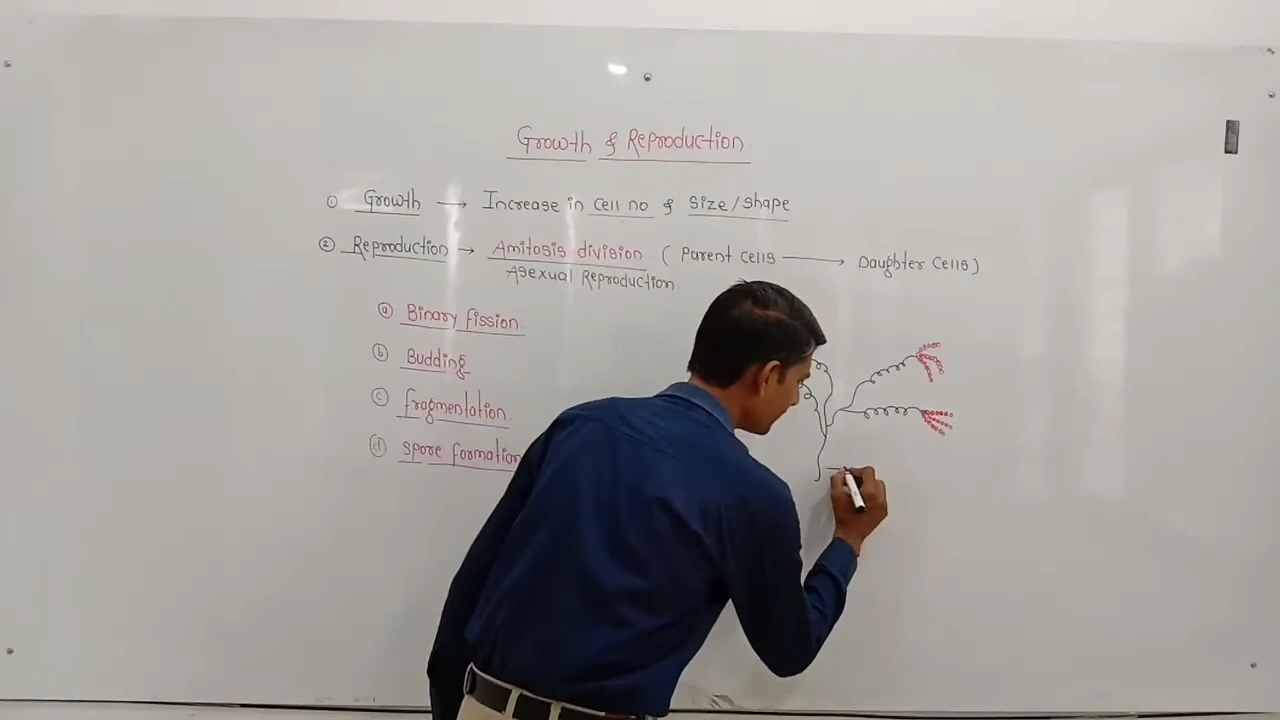 Growth & Reproduction
① Growth → Increase in cell no & Size/shape
② Reproduction → Amitosis division (Parent cells → Daughter cells)
Asexual Reproduction
ⓐ Binary fission
ⓑ Budding
ⓒ fragmentation
ⓓ spore formation